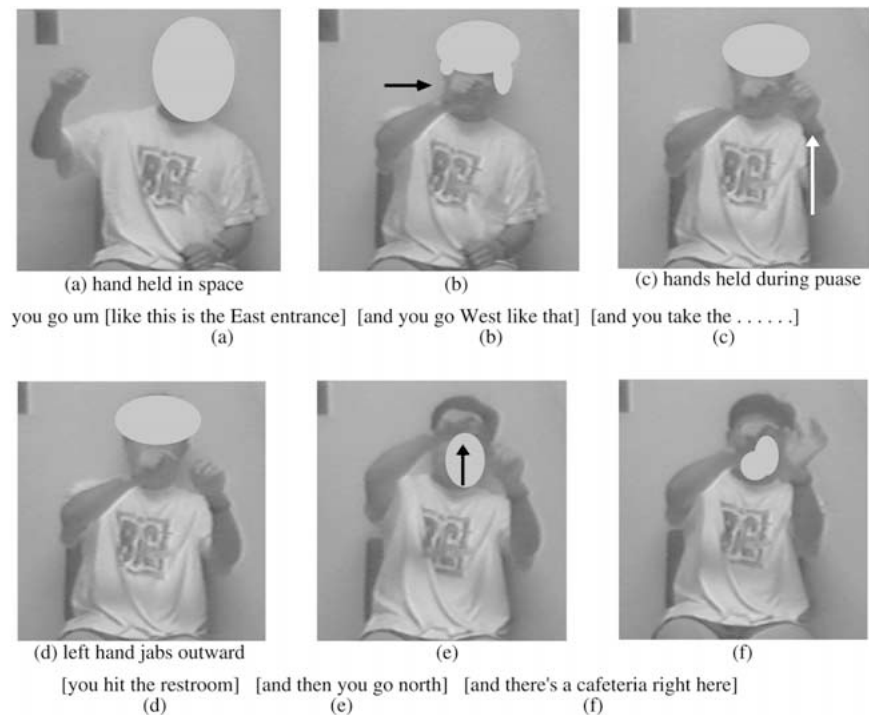 (a) hand held in space (b) (c) hands held during puase
you go um [like this is the East entrance] [and you go West like that] [and you take the . . . . . .]
(a) (b) (c)
(d) left hand jabs outward (e) (f)
[you hit the restroom] [and then you go north] [and there's a cafeteria right here]
(d) (e) (f)